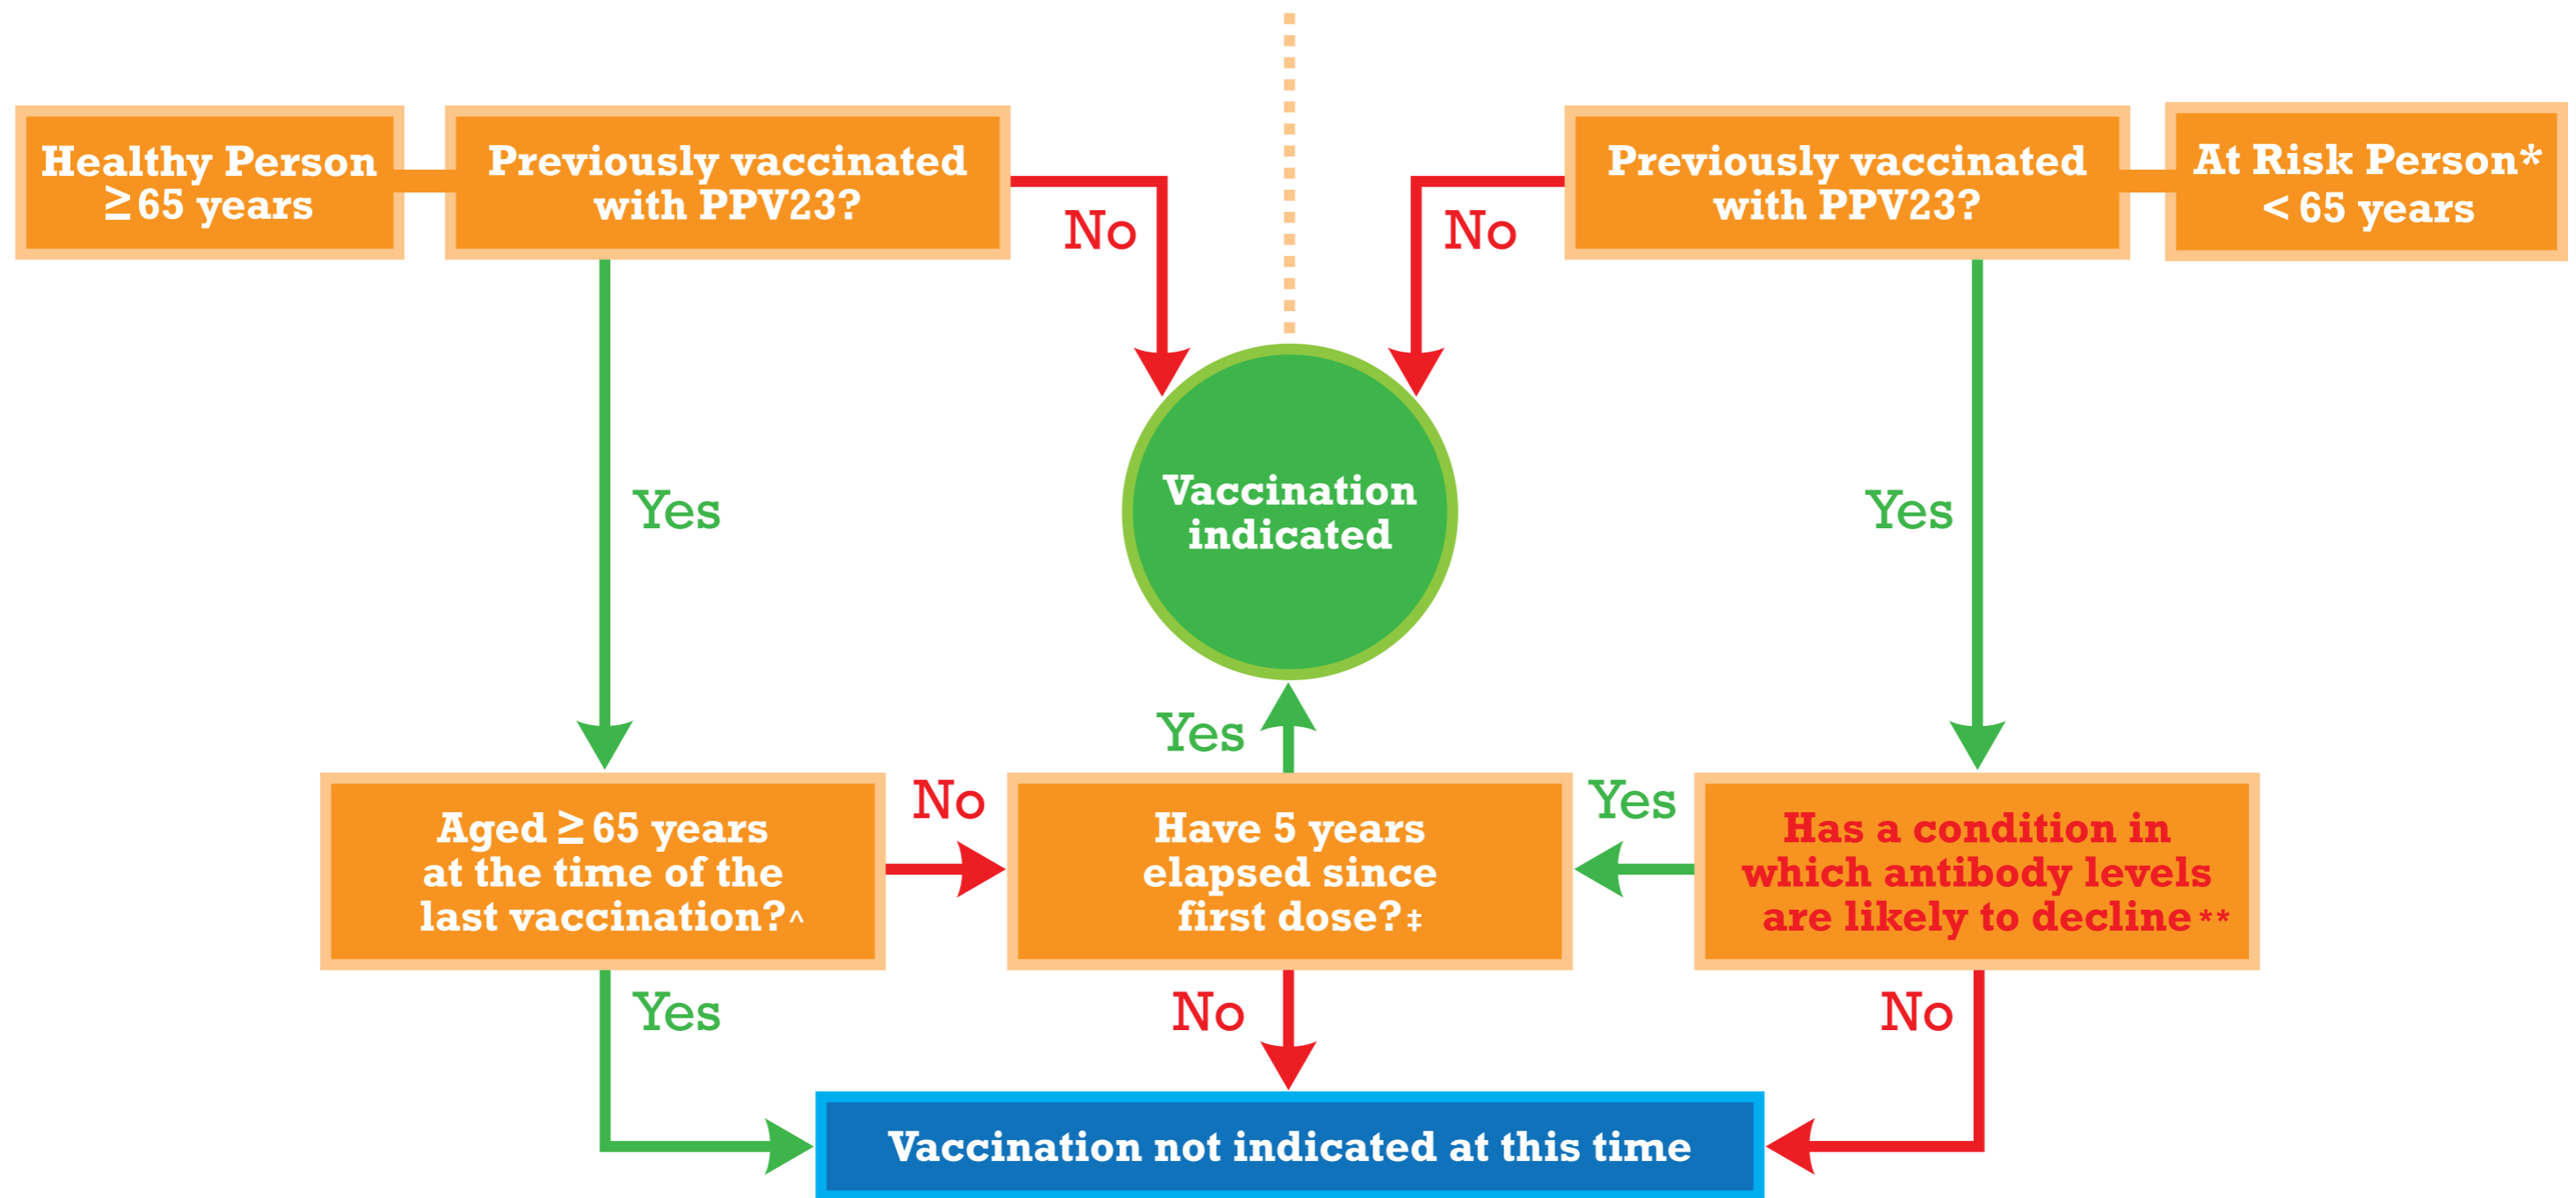 Healthy Person
≥ 65 years
Previously vaccinated
with PPV23?
No
No
Previously vaccinated
with PPV23?
At Risk Person*
< 65 years
Yes
Vaccination
indicated
Yes
Yes
Aged ≥ 65 years
at the time of the
last vaccination?^
No
Have 5 years
elapsed since
first dose?‡
Yes
Has a condition in
which antibody levels
are likely to decline**
Yes
No
No
Vaccination not indicated at this time